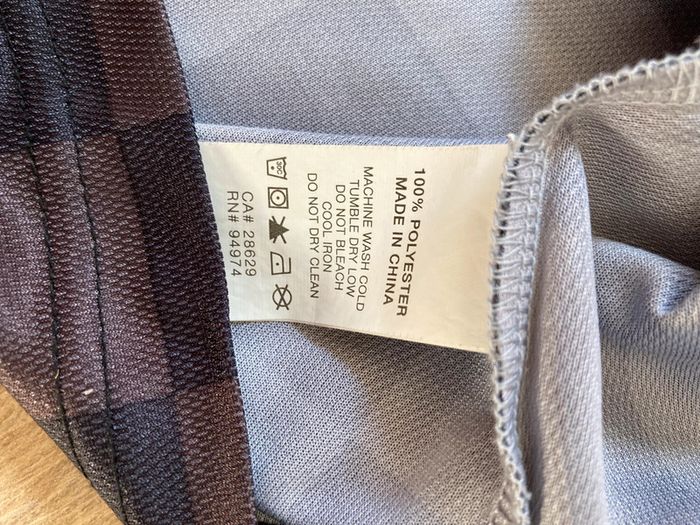 100% POLYESTER
MADE IN CHINA
MACHINE WASH COLD
TUMBLE DRY LOW
DO NOT BLEACH
COOL IRON
DO NOT DRY CLEAN
CA# 28629
RN# 94974